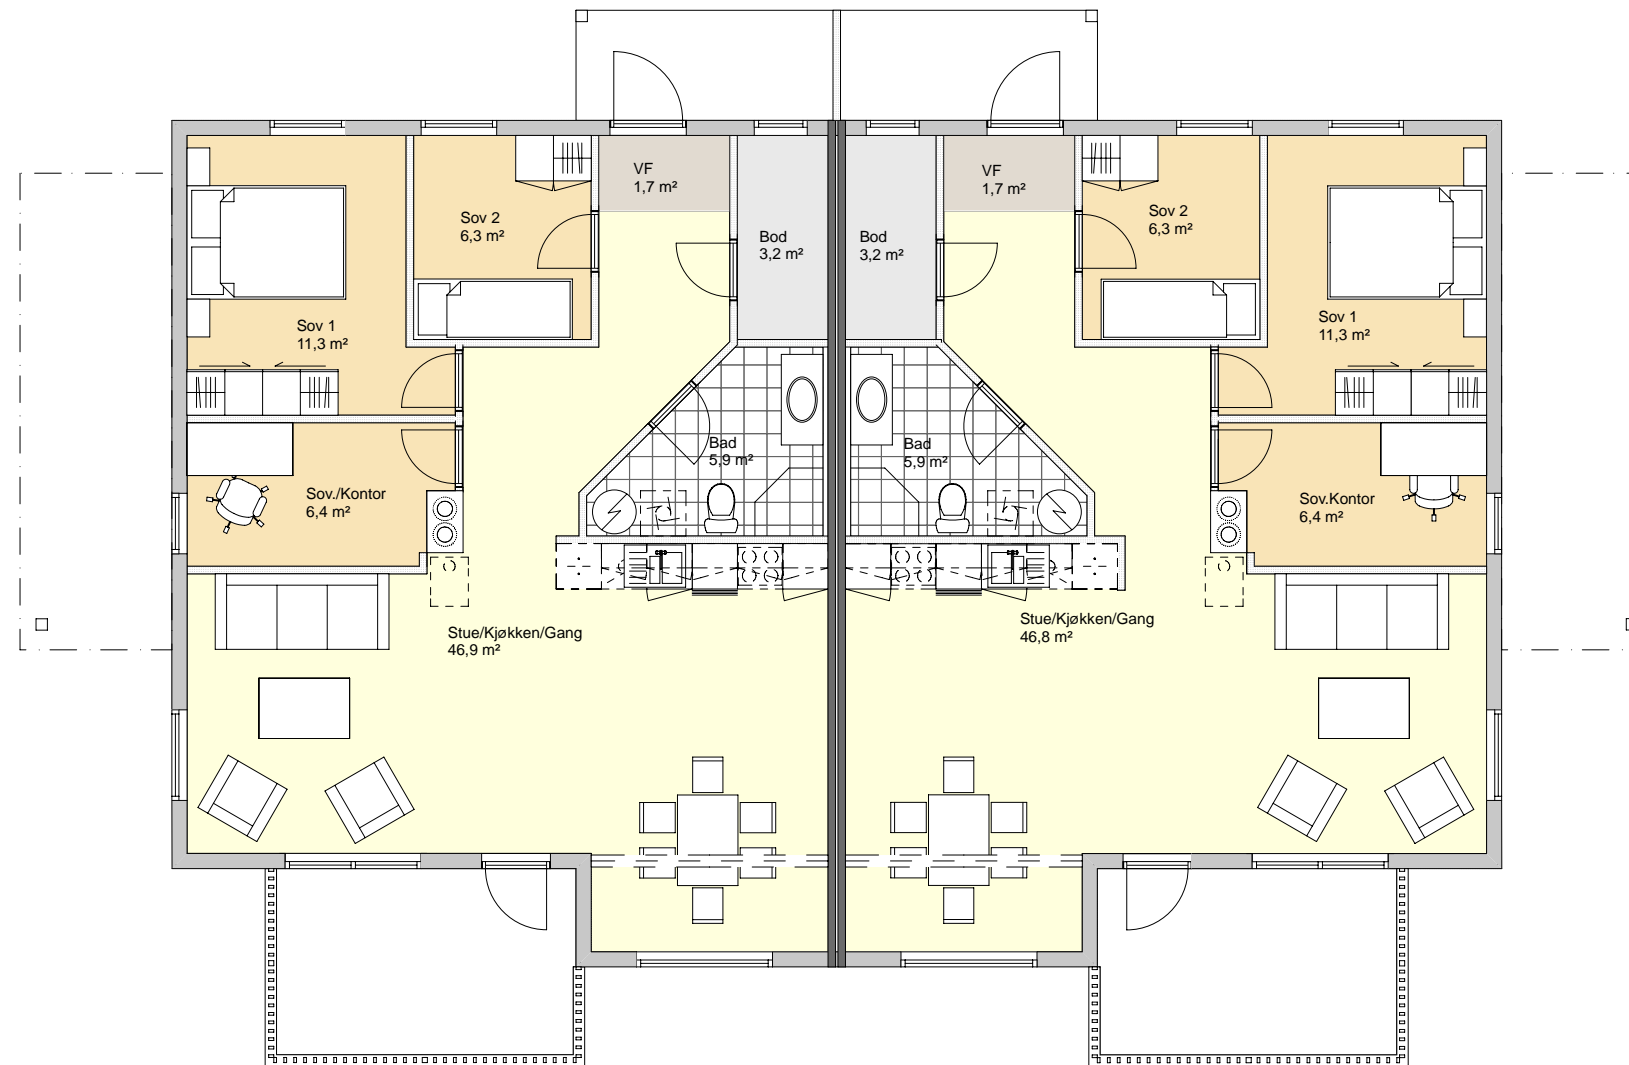 VF
1,7 m²
VF
1,7 m²
Sov 2
6,3 m²
Bod
3,2 m²
Bod
3,2 m²
Sov 2
6,3 m²
Sov 1
11,3 m²
Sov 1
11,3 m²
Bad
5,9 m²
Bad
5,9 m²
Sov./Kontor
6,4 m²
Sov.Kontor
6,4 m²
Stue/Kjøkken/Gang
46,9 m²
Stue/Kjøkken/Gang
46,8 m²